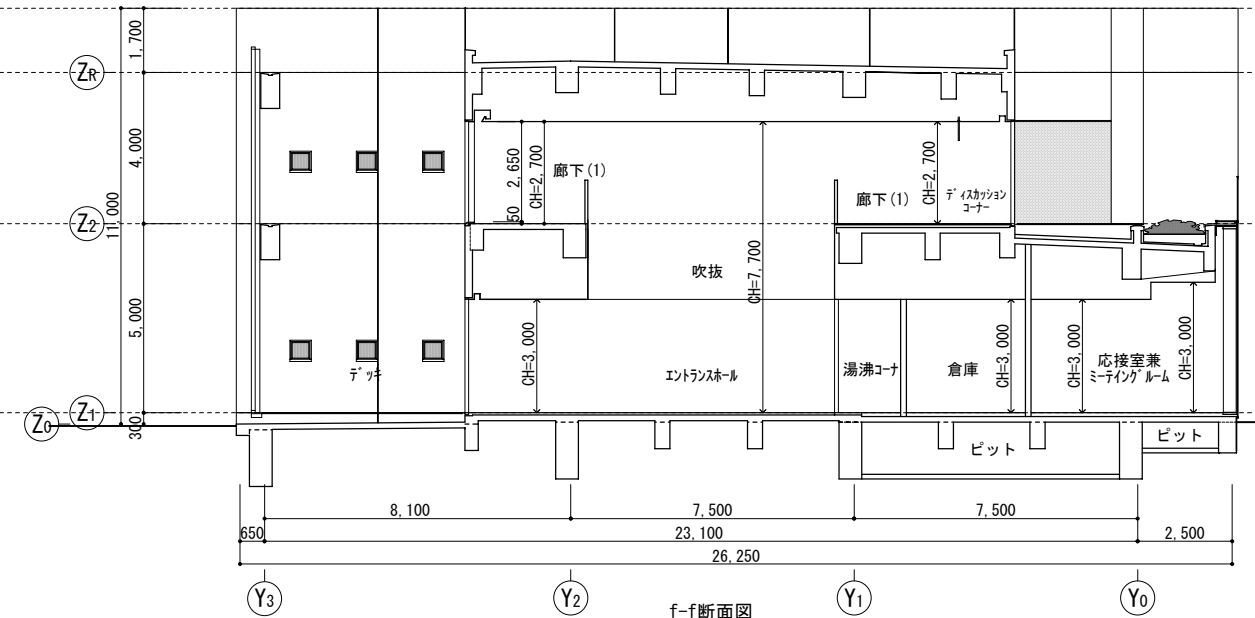 1,700
ZR
4,000
2,650
CH=2,700
廊下(1)
CH=2,700
廊下(1)
ディスカッション
コーナー
50
Z2
11,000
吹抜
CH=7,700
5,000
CH=3,000
デッキ
エントランスホール
湯沸コーナ
倉庫
CH=3,000
CH=3,000
応接室兼
ミーティングルーム
CH=3,000
Z1
Z0
300
ピット
ピット
8,100
7,500
7,500
650
23,100
2,500
26,250
Y3
Y2
Y1
Y0
f-f断面図